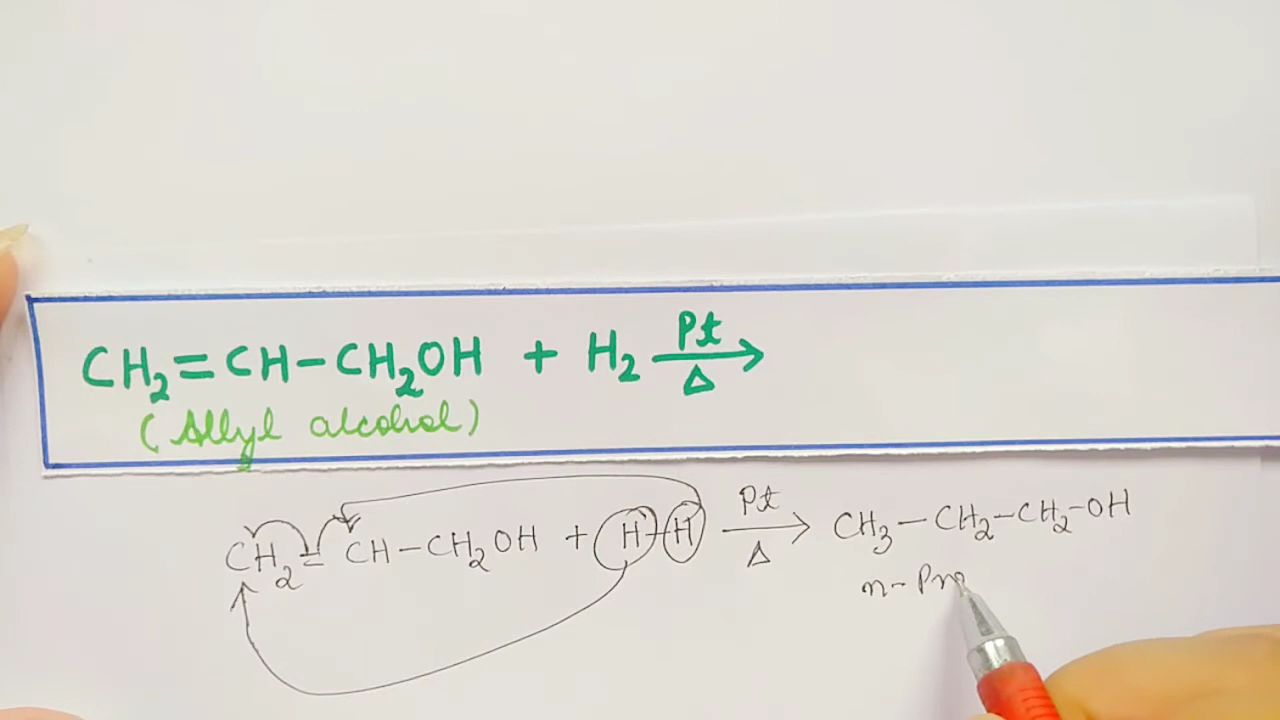 CH₂=CH-CH₂OH + H₂ Pt → Δ
(Allyl alcohol)
CH₂=CH-CH₂OH + H-H Pt → Δ CH₃-CH₂-CH₂-OH
n-Pro